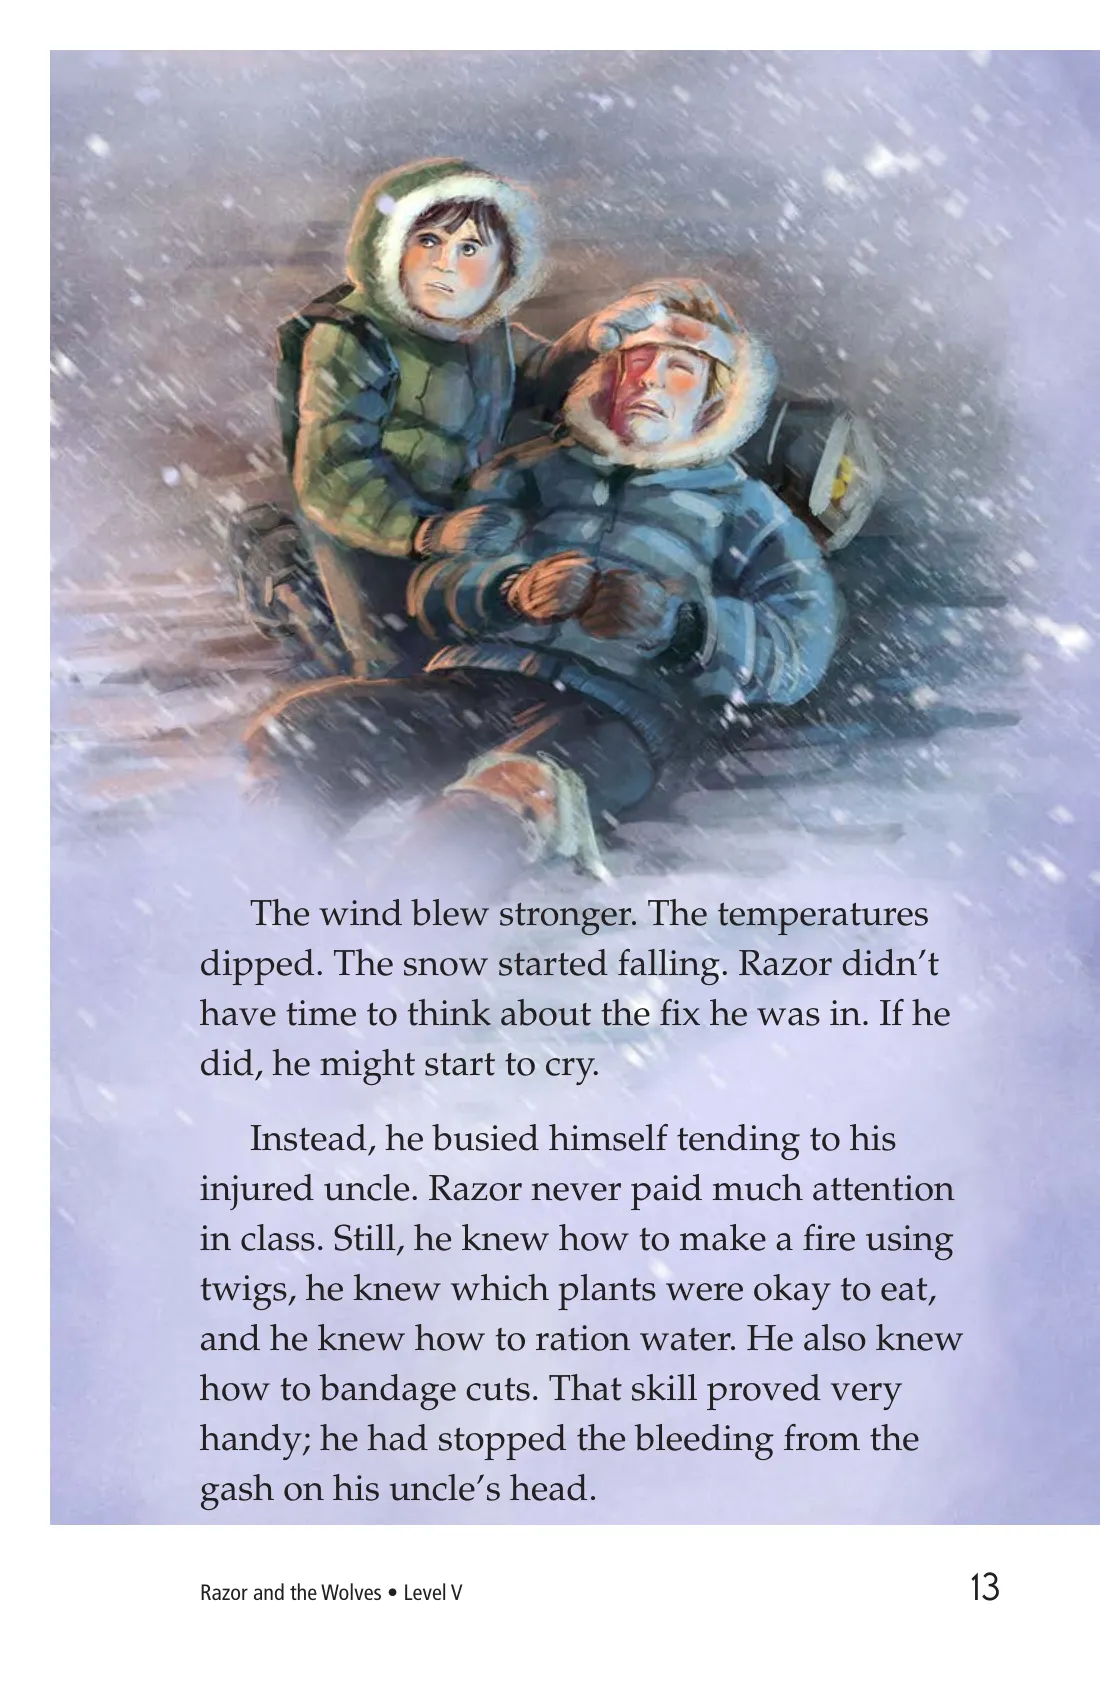 The wind blew stronger. The temperatures
dipped. The snow started falling. Razor didn’t
have time to think about the fix he was in. If he
did, he might start to cry.
Instead, he busied himself tending to his
injured uncle. Razor never paid much attention
in class. Still, he knew how to make a fire using
twigs, he knew which plants were okay to eat,
and he knew how to ration water. He also knew
how to bandage cuts. That skill proved very
handy; he had stopped the bleeding from the
gash on his uncle’s head.
Razor and the Wolves • Level V
13